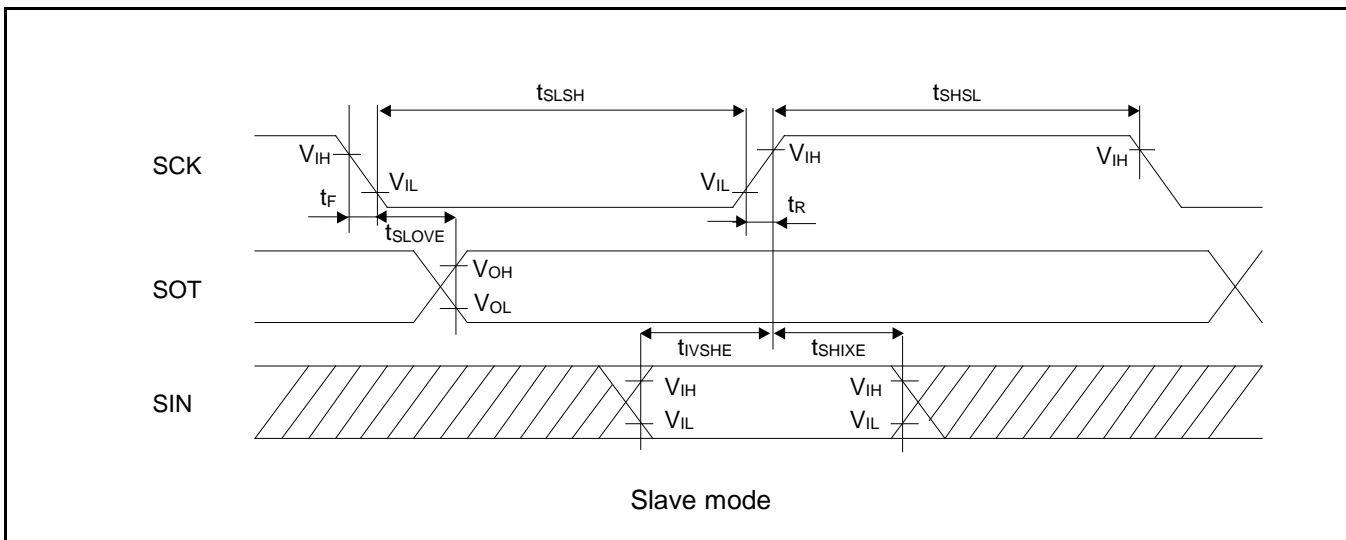 tSLSH
tSHSL
SCK
VIH
VIL
VIL
VIH
VIH
tF
tR
tSLOVE
SOT
VOH
VOL
tIVSHE
tSHIXE
SIN
VIH
VIH
VIL
VIL
Slave mode